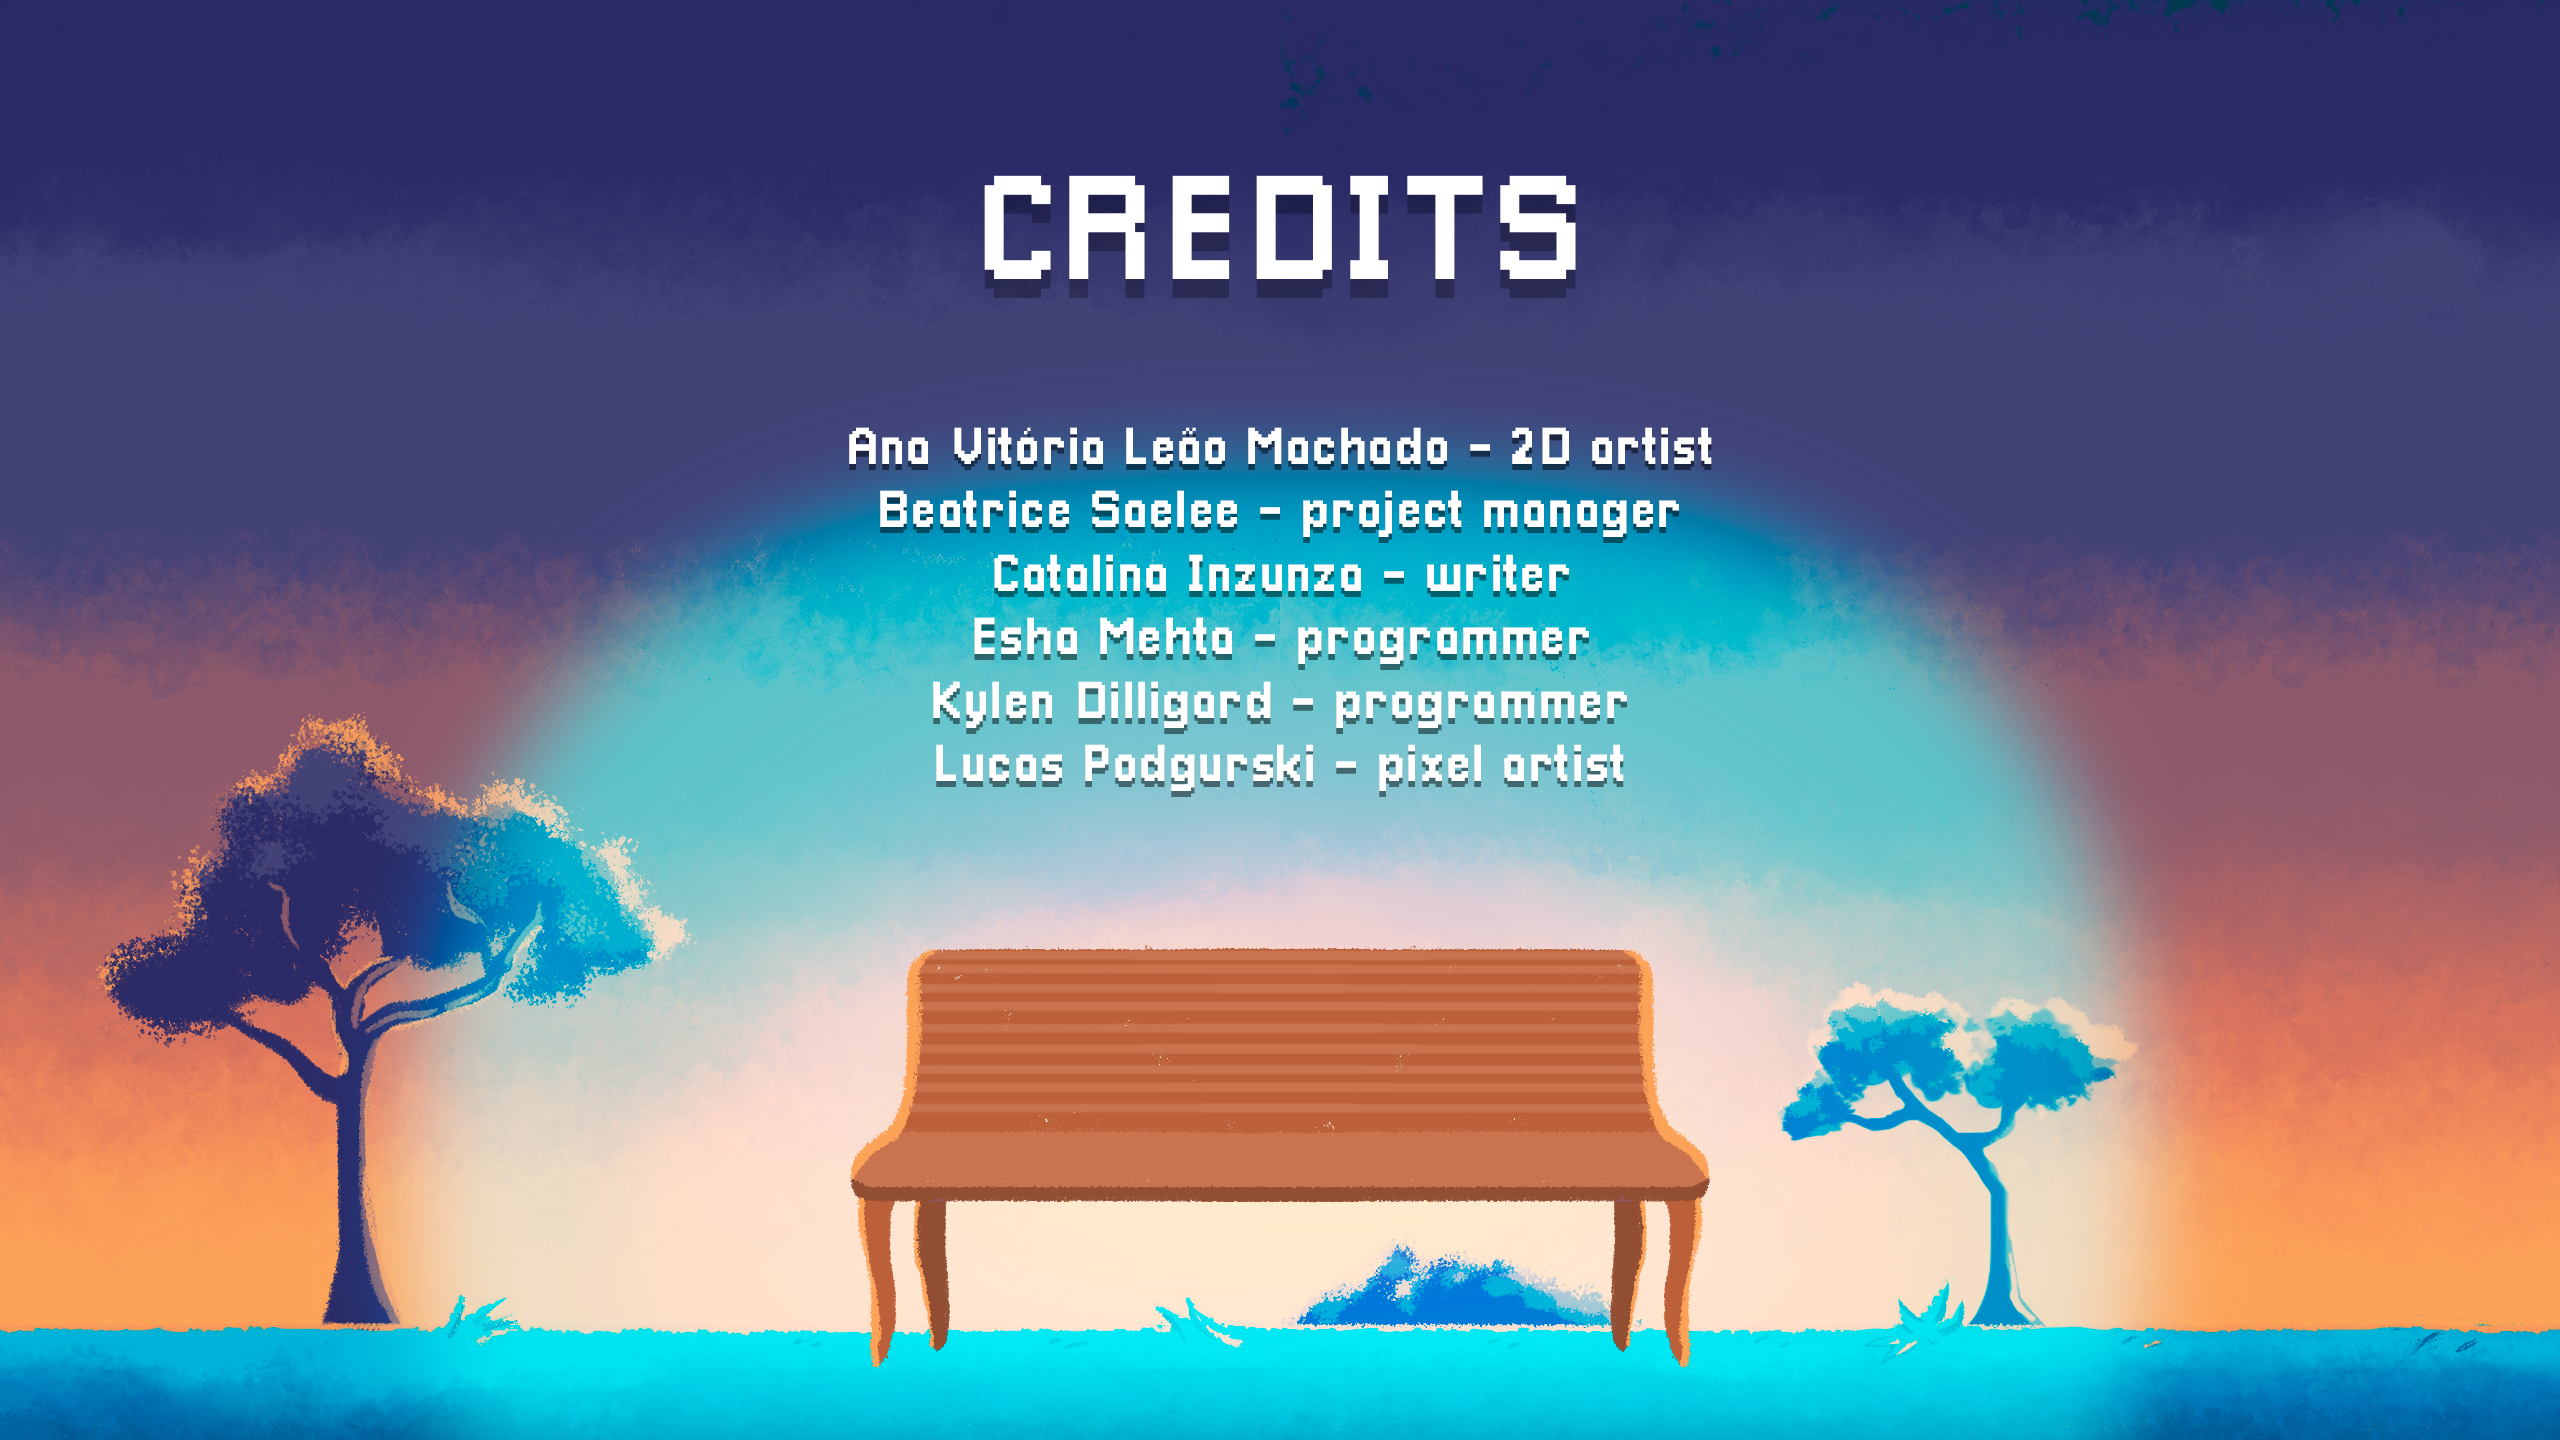 CREDITS
Ana Vitória Leão Machado - 2D artist
Beatrice Saelee - project manager
Catalina Inzunza - writer
Esha Mehta - programmer
Kylen Dilligard - programmer
Lucas Podgurski - pixel artist